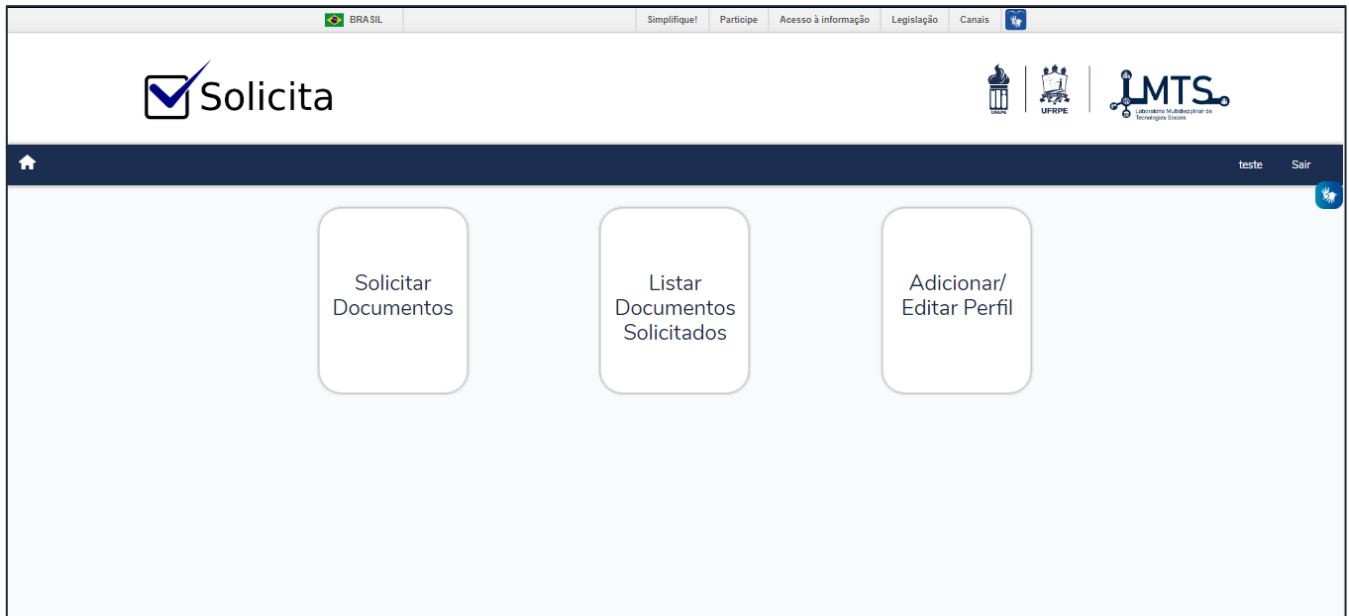 BRASIL
Simplifique! Participe Acesso à informação Legislação Canais
Solicita
UFRPE
LMTS
Laboratório Multidisciplinar de
Tecnologias Sociais
teste Sair
Solicitar
Documentos
Listar
Documentos
Solicitados
Adicionar/
Editar Perfil